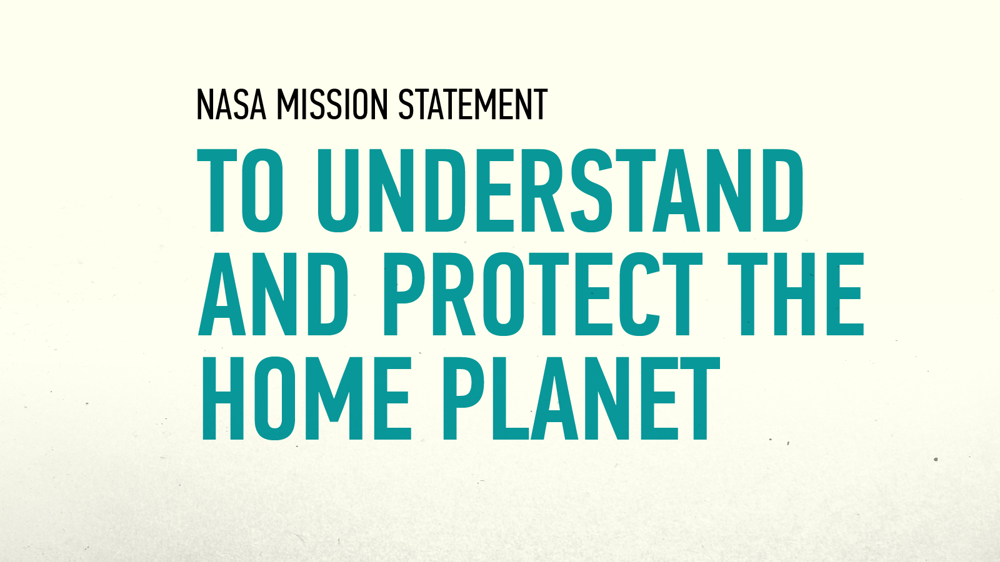 NASA MISSION STATEMENT
TO UNDERSTAND
AND PROTECT THE
HOME PLANET